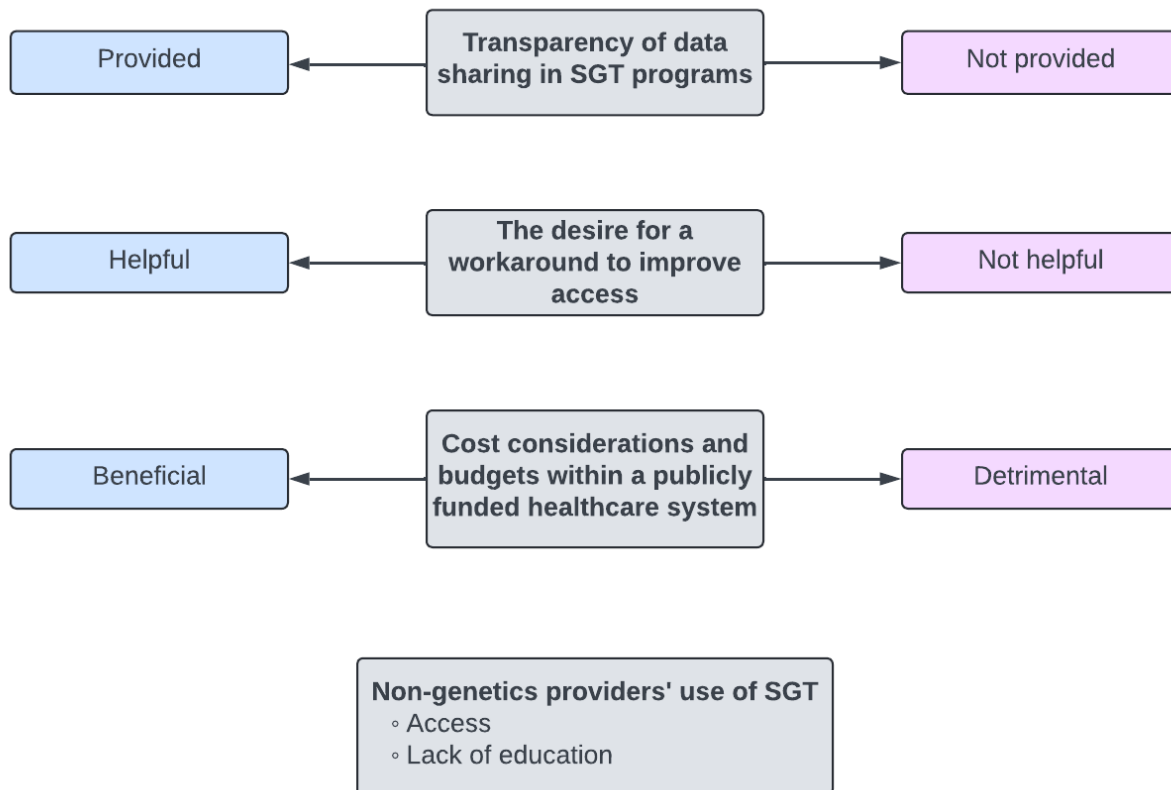 Provided
Transparency of data
sharing in SGT programs
Not provided
Helpful
The desire for a
workaround to improve
access
Not helpful
Beneficial
Cost considerations and
budgets within a publicly
funded healthcare system
Detrimental
Non-genetics providers' use of SGT
◦ Access
◦ Lack of education